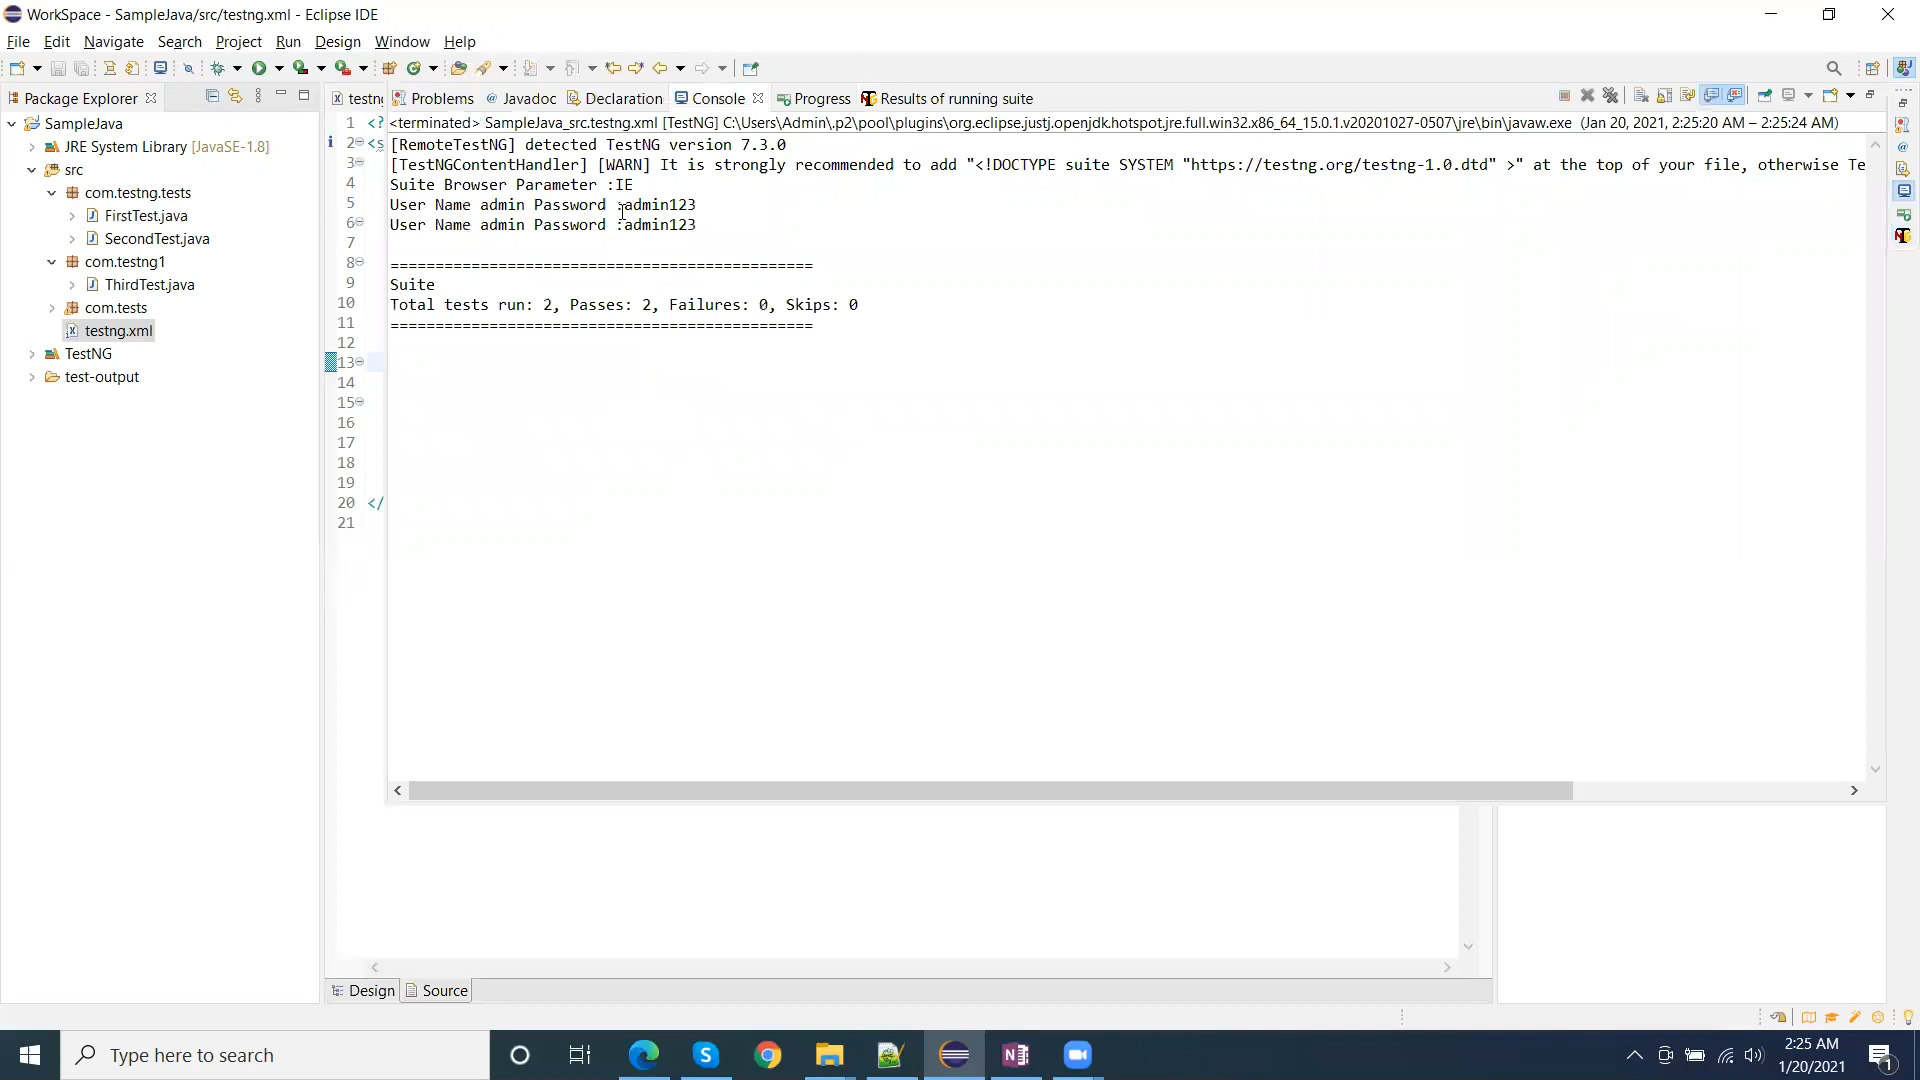 WorkSpace - SampleJava/src/testng.xml - Eclipse IDE
File Edit Navigate Search Project Run Design Window Help
Package Explorer
testn
Problems
Javadoc
Declaration
Console
Progress
Results of running suite
SampleJava
JRE System Library [JavaSE-1.8]
src
com.testng.tests
FirstTest.java
SecondTest.java
com.testng1
ThirdTest.java
com.tests
testng.xml
TestNG
test-output
1 <?
2 <s
3
4
5
6
7
8
9
10
11
12
13
14
15
16
17
18
19
20 </
21
<terminated> SampleJava_src.testng.xml [TestNG] C:\Users\Admin\.p2\pool\plugins\org.eclipse.justj.openjdk.hotspot.jre.full.win32.x86_64_15.0.1.v20201027-0507\jre\bin\javaw.exe (Jan 20, 2021, 2:25:20 AM – 2:25:24 AM)
[RemoteTestNG] detected TestNG version 7.3.0
[TestNGContentHandler] [WARN] It is strongly recommended to add "<!DOCTYPE suite SYSTEM "https://testng.org/testng-1.0.dtd" >" at the top of your file, otherwise Te
Suite Browser Parameter :IE
User Name admin Password :admin123
User Name admin Password :admin123
===============================================
Suite
Total tests run: 2, Passes: 2, Failures: 0, Skips: 0
===============================================
Design
Source
Type here to search
2:25 AM
1/20/2021
1